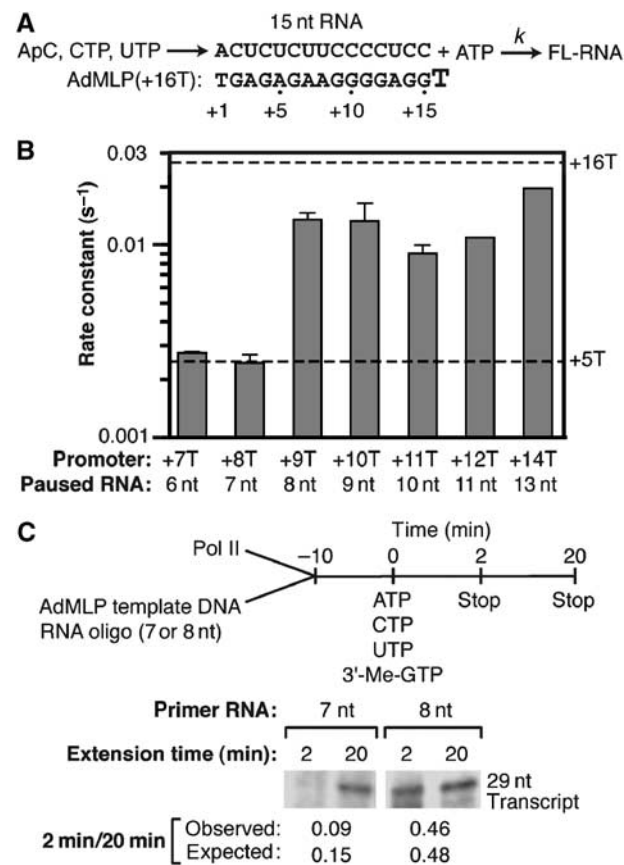 A
15 nt RNA
ApC, CTP, UTP ACUCUCUUCCCCUCC + ATP k FL-RNA
AdMLP(+16T): TGAGAGAAGGGGAGGT
+1 +5 +10 +15
B
0.03
+16T
0.01
+5T
0.001
Rate constant (s⁻¹)
Promoter: +7T +8T +9T +10T +11T +12T +14T
Paused RNA: 6 nt 7 nt 8 nt 9 nt 10 nt 11 nt 13 nt
C
Time (min)
Pol II
–10 0 2 20
AdMLP template DNA
RNA oligo (7 or 8 nt)
ATP Stop Stop
CTP
UTP
3'-Me-GTP
Primer RNA: 7 nt 8 nt
Extension time (min): 2 20 2 20
29 nt
Transcript
2 min/20 min
Observed: 0.09 0.46
Expected: 0.15 0.48